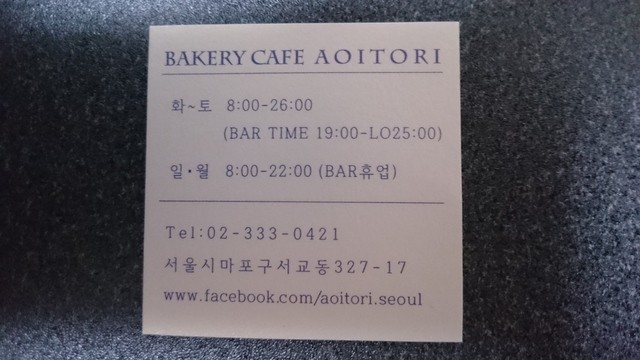 BAKERY CAFE AOITORI
화~토 8:00-26:00
(BAR TIME 19:00-LO25:00)
일·월 8:00-22:00 (BAR휴업)
Tel:02-333-0421
서울시마포구서교동327-17
www.facebook.com/aoitori.seoul